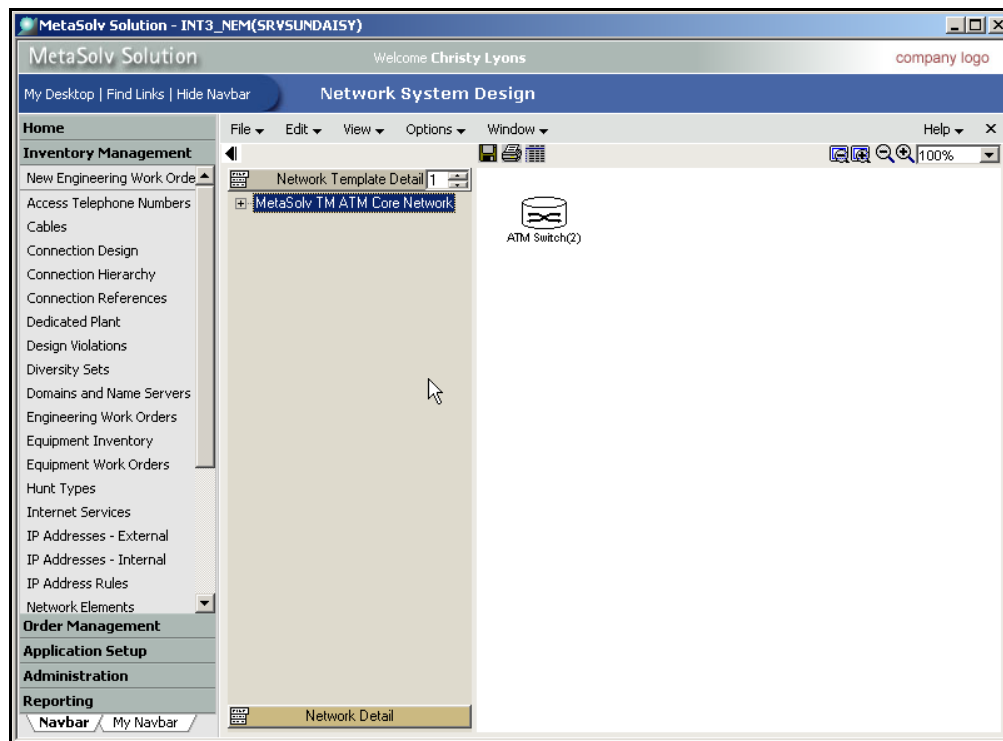 MetaSolv Solution - INT3_NEM(SRVSUNDAISY)
MetaSolv Solution
Welcome Christy Lyons
company logo
My Desktop | Find Links | Hide Navbar
Network System Design
Home
Inventory Management
New Engineering Work Orde
Access Telephone Numbers
Cables
Connection Design
Connection Hierarchy
Connection References
Dedicated Plant
Design Violations
Diversity Sets
Domains and Name Servers
Engineering Work Orders
Equipment Inventory
Equipment Work Orders
Hunt Types
Internet Services
IP Addresses - External
IP Addresses - Internal
IP Address Rules
Network Elements
Order Management
Application Setup
Administration
Reporting
Navbar
My Navbar
File Edit View Options Window Help
100%
Network Template Detail 1
MetaSolv TM ATM Core Network
Network Detail
ATM Switch(2)